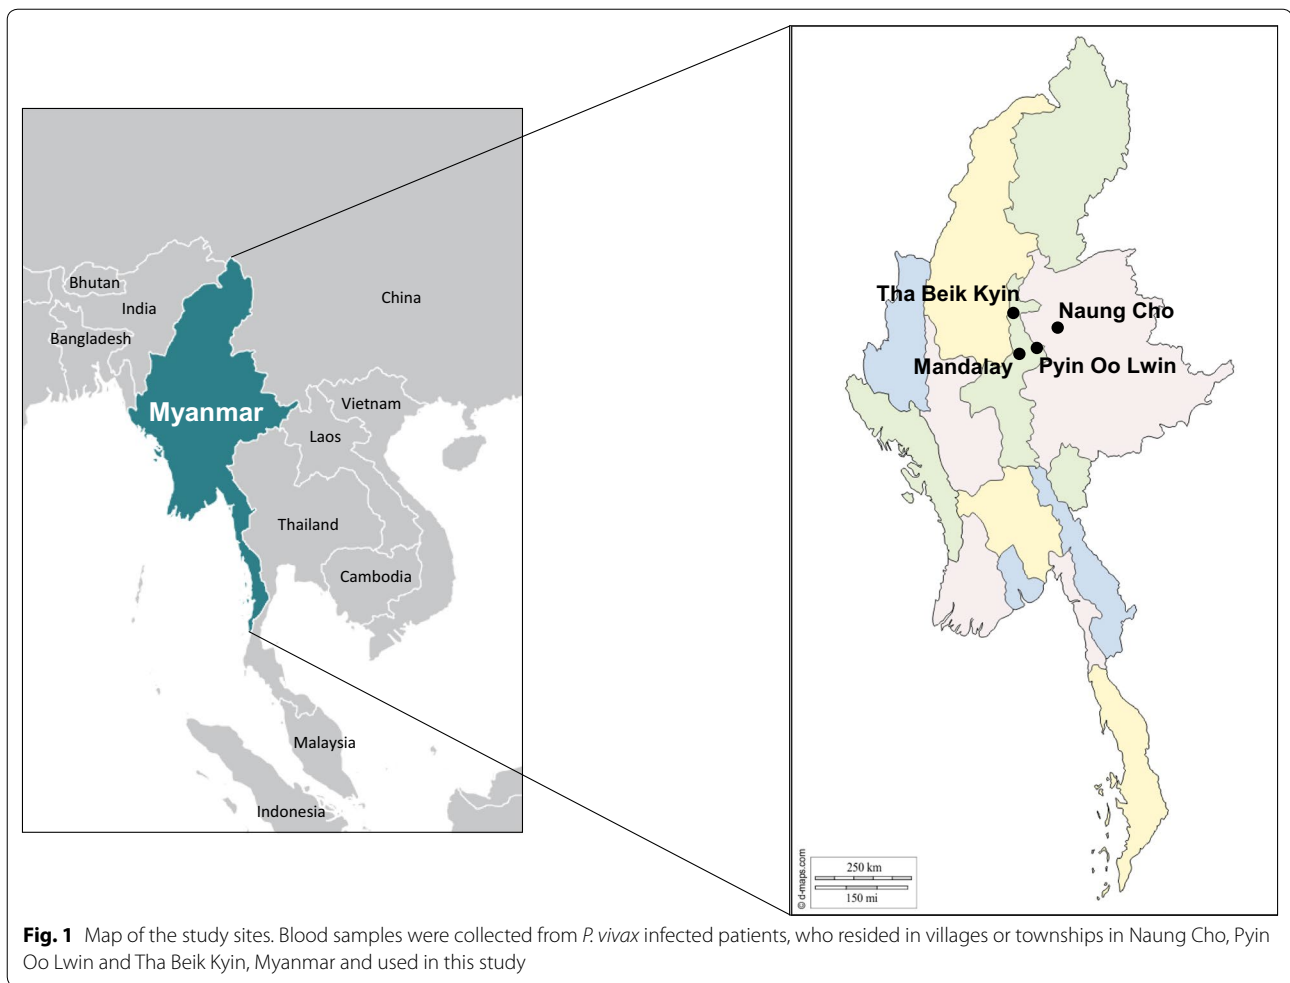 Bhutan
India
China
Bangladesh
Myanmar
Vietnam
Laos
Thailand
Cambodia
Malaysia
Indonesia
Tha Beik Kyin
Naung Cho
Mandalay
Pyin Oo Lwin
© d-maps.com
250 km
150 mi
Fig. 1 Map of the study sites. Blood samples were collected from P. vivax infected patients, who resided in villages or townships in Naung Cho, Pyin
Oo Lwin and Tha Beik Kyin, Myanmar and used in this study